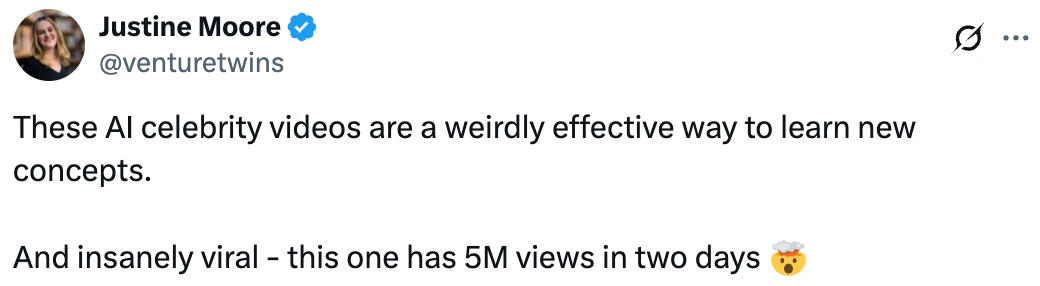 Justine Moore
@venturetwins
These AI celebrity videos are a weirdly effective way to learn new
concepts.
And insanely viral - this one has 5M views in two days 🤯